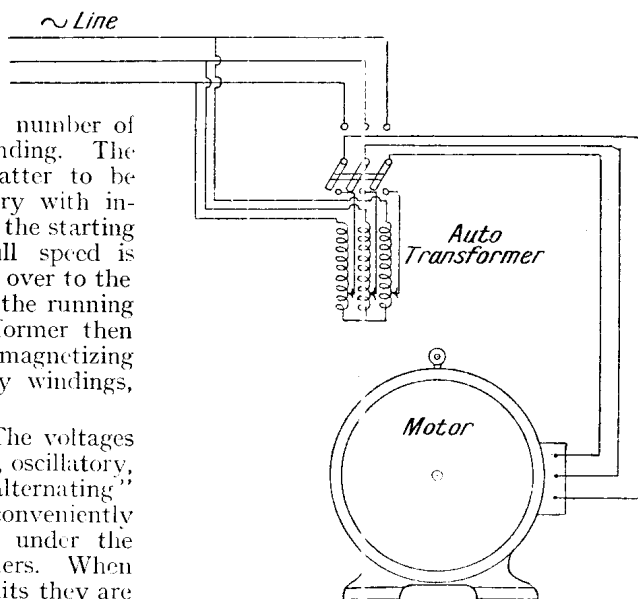 ~ Line
number of
nding. The
atter to be
ry with in-
the starting
ll speed is
over to the
the running
ormer then
magnetizing
y windings,
The voltages
, oscillatory,
alternating"
conveniently
under the
ers. When
its they are
Auto
Transformer
Motor